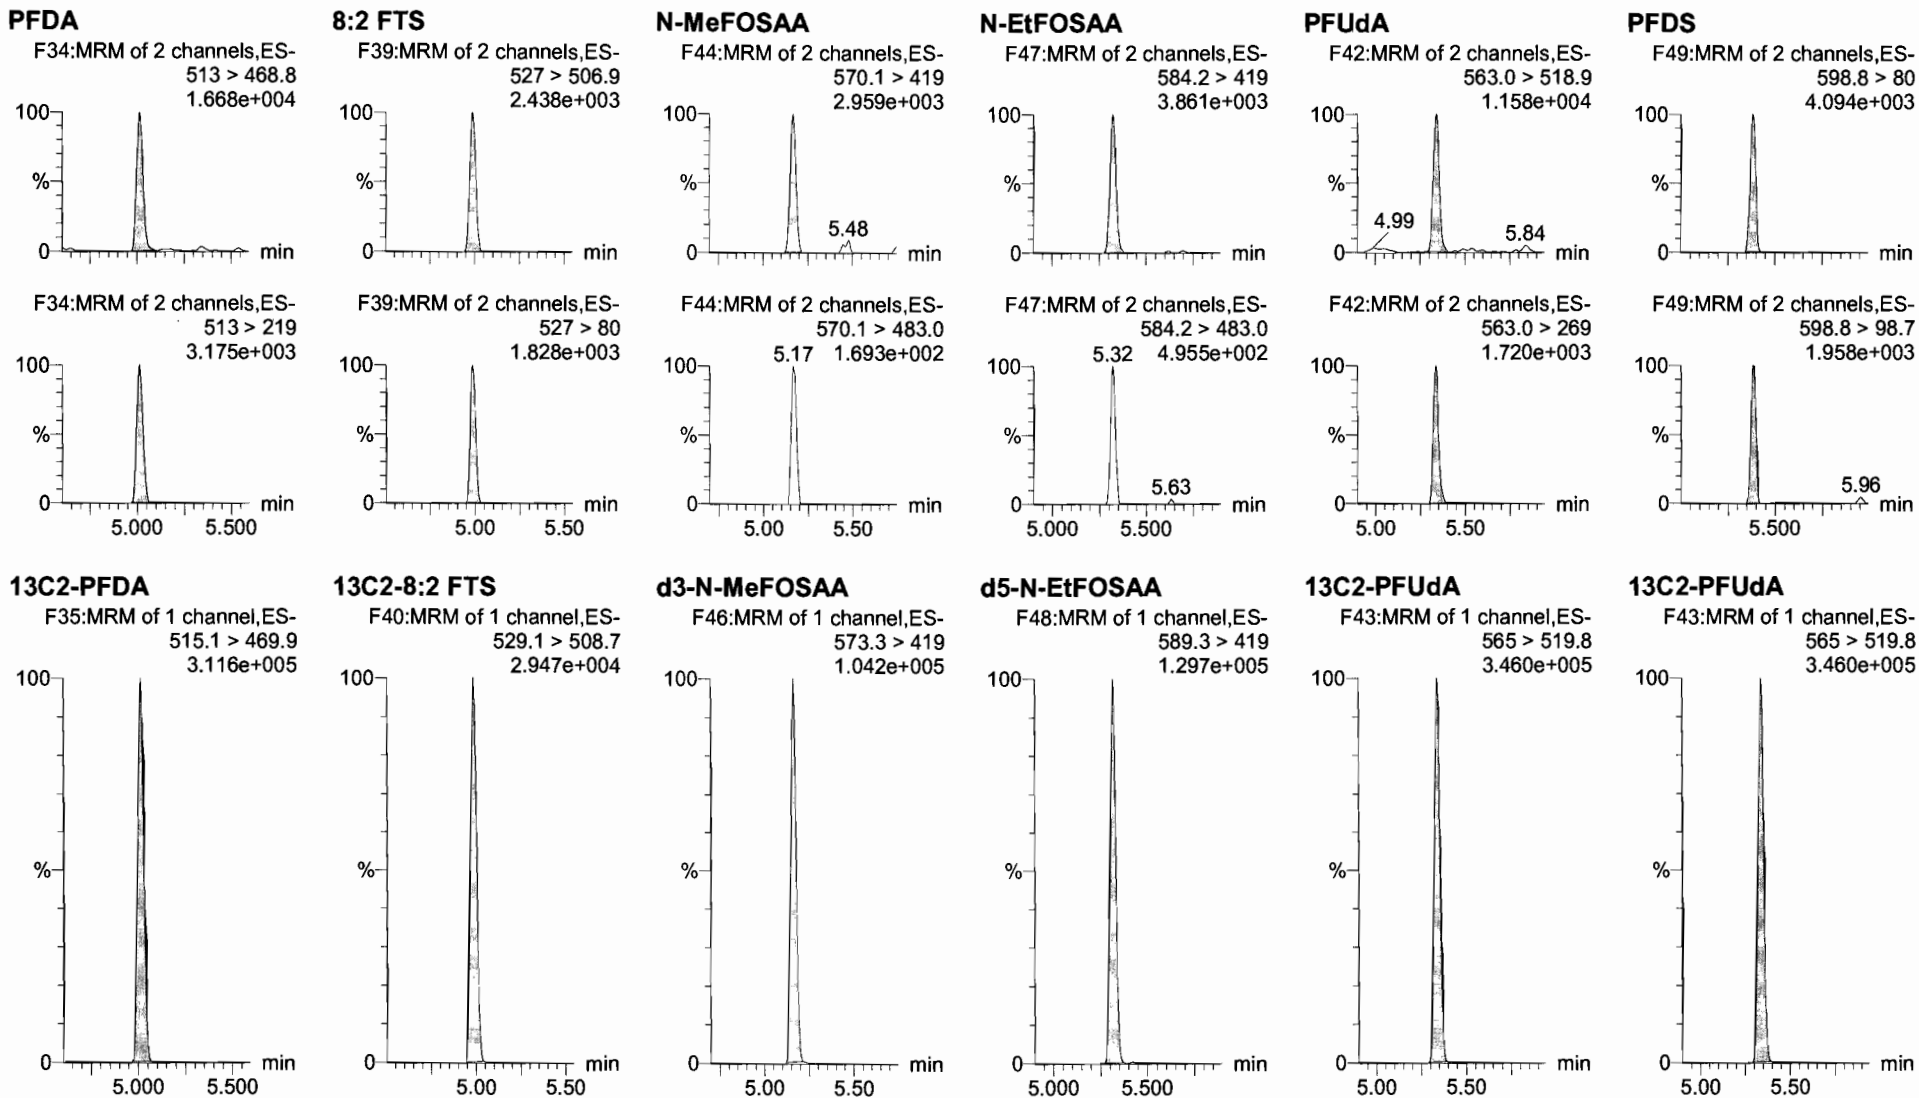 PFDA
F34:MRM of 2 channels,ES-
513 > 468.8
1.668e+004
100
%
0
min
F34:MRM of 2 channels,ES-
513 > 219
3.175e+003
100
%
0
min
5.000 5.500
8:2 FTS
F39:MRM of 2 channels,ES-
527 > 506.9
2.438e+003
100
%
0
min
F39:MRM of 2 channels,ES-
527 > 80
1.828e+003
100
%
0
min
5.00 5.50
N-MeFOSAA
F44:MRM of 2 channels,ES-
570.1 > 419
2.959e+003
100
%
5.48
0
min
F44:MRM of 2 channels,ES-
570.1 > 483.0
5.17 1.693e+002
100
%
0
min
5.00 5.50
N-EtFOSAA
F47:MRM of 2 channels,ES-
584.2 > 419
3.861e+003
100
%
0
min
F47:MRM of 2 channels,ES-
584.2 > 483.0
5.32 4.955e+002
100
%
5.63
0
min
5.000 5.500
PFUdA
F42:MRM of 2 channels,ES-
563.0 > 518.9
1.158e+004
100
%
4.99
5.84
0
min
F42:MRM of 2 channels,ES-
563.0 > 269
1.720e+003
100
%
0
min
5.00 5.50
PFDS
F49:MRM of 2 channels,ES-
598.8 > 80
4.094e+003
100
%
0
min
F49:MRM of 2 channels,ES-
598.8 > 98.7
1.958e+003
100
%
5.96
0
min
5.500
13C2-PFDA
F35:MRM of 1 channel,ES-
515.1 > 469.9
3.116e+005
100
%
0
min
5.000 5.500
13C2-8:2 FTS
F40:MRM of 1 channel,ES-
529.1 > 508.7
2.947e+004
100
%
0
min
5.00 5.50
d3-N-MeFOSAA
F46:MRM of 1 channel,ES-
573.3 > 419
1.042e+005
100
%
0
min
5.00 5.50
d5-N-EtFOSAA
F48:MRM of 1 channel,ES-
589.3 > 419
1.297e+005
100
%
0
min
5.000 5.500
13C2-PFUdA
F43:MRM of 1 channel,ES-
565 > 519.8
3.460e+005
100
%
0
min
5.00 5.50
13C2-PFUdA
F43:MRM of 1 channel,ES-
565 > 519.8
3.460e+005
100
%
0
min
5.00 5.50